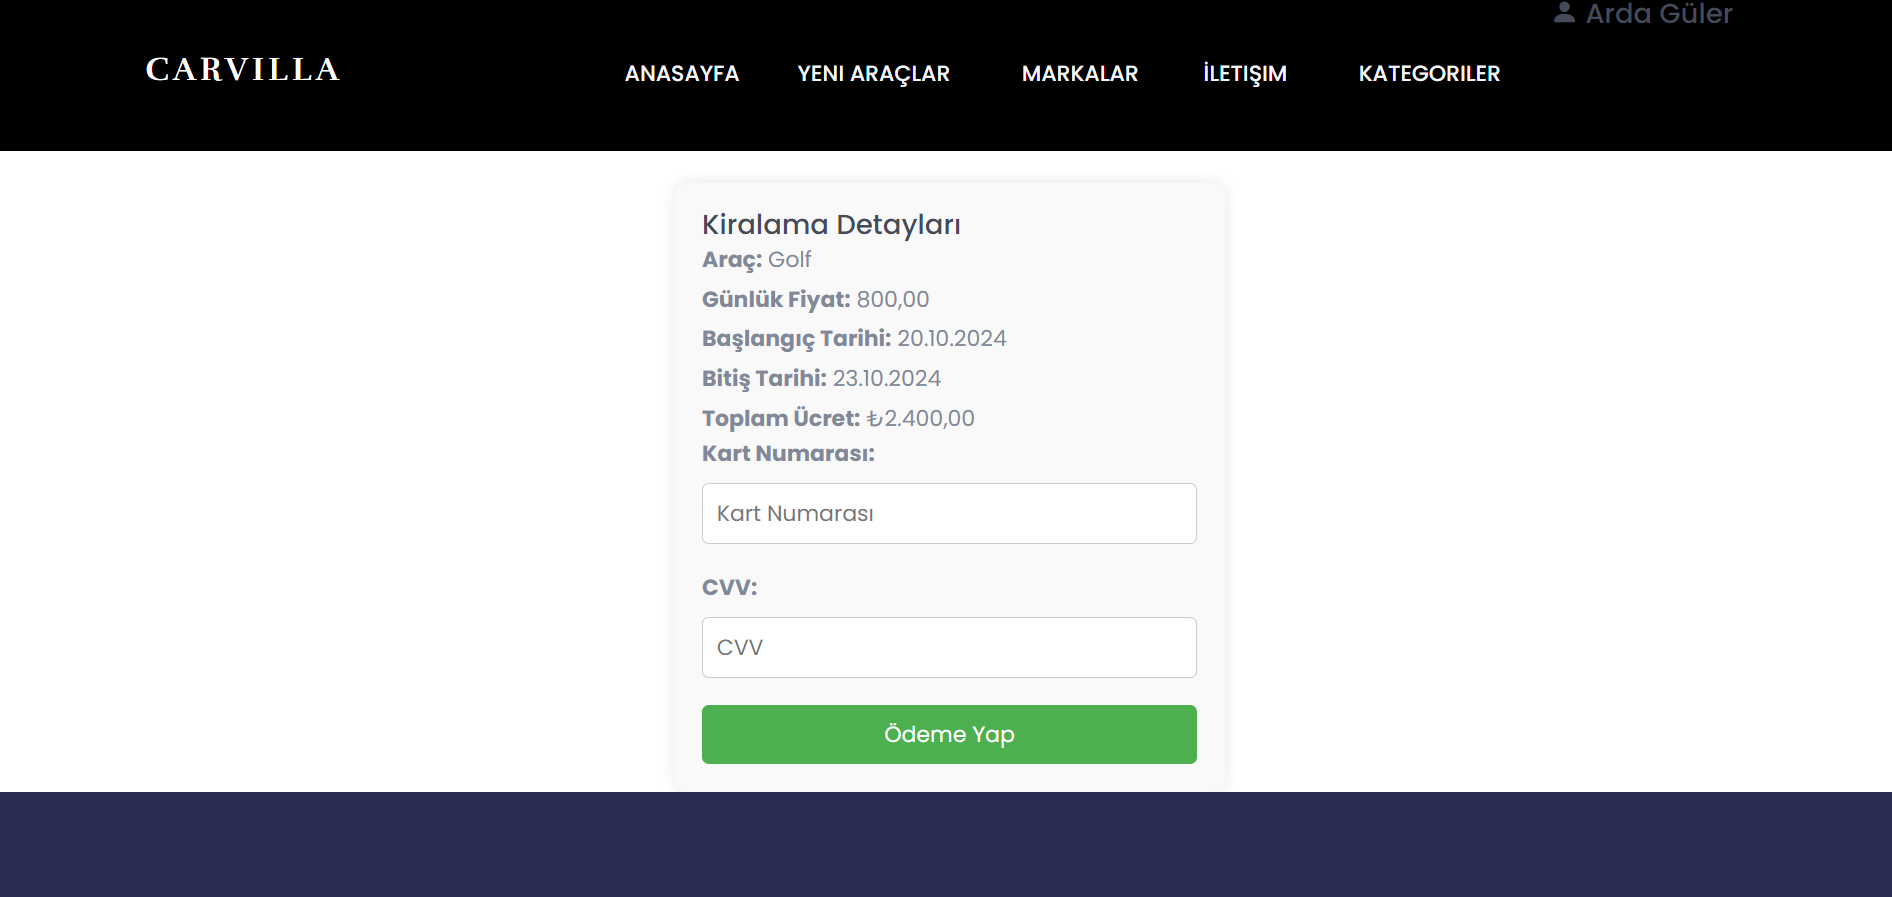 Arda Güler
CARVILLA
ANASAYFA YENI ARAÇLAR MARKALAR İLETIŞIM KATEGORILER
Kiralama Detayları
Araç: Golf
Günlük Fiyat: 800,00
Başlangıç Tarihi: 20.10.2024
Bitiş Tarihi: 23.10.2024
Toplam Ücret: ₺2.400,00
Kart Numarası:
Kart Numarası
CVV:
CVV
Ödeme Yap